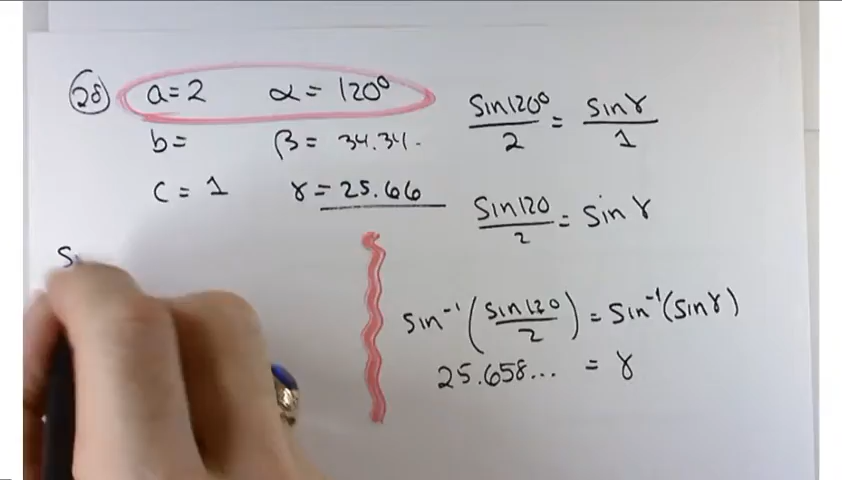 28 a=2 α = 120°
b= β = 34.34.
c = 1 γ = 25.66
sin120°/2 = sinγ/1
sin120/2 = sin γ
sin⁻¹(sin120/2) = sin⁻¹(sinγ)
25.658... = γ